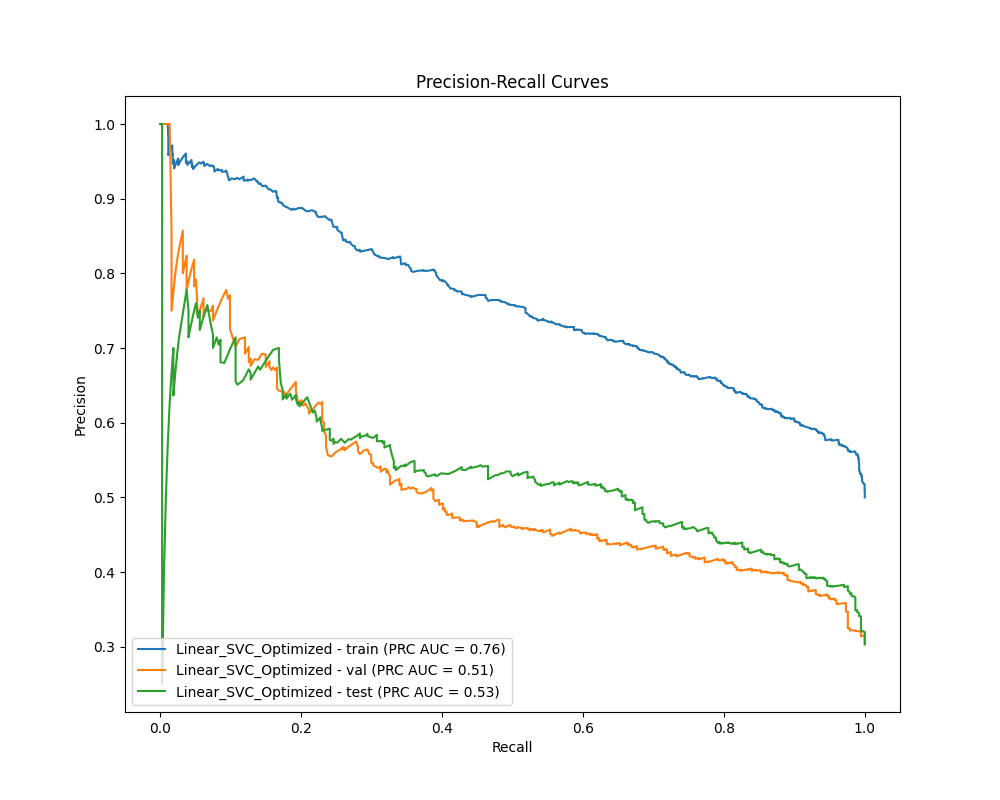 Precision-Recall Curves
Precision
1.0
0.9
0.8
0.7
0.6
0.5
0.4
0.3
Linear_SVC_Optimized - train (PRC AUC = 0.76)
Linear_SVC_Optimized - val (PRC AUC = 0.51)
Linear_SVC_Optimized - test (PRC AUC = 0.53)
0.0 0.2 0.4 0.6 0.8 1.0
Recall